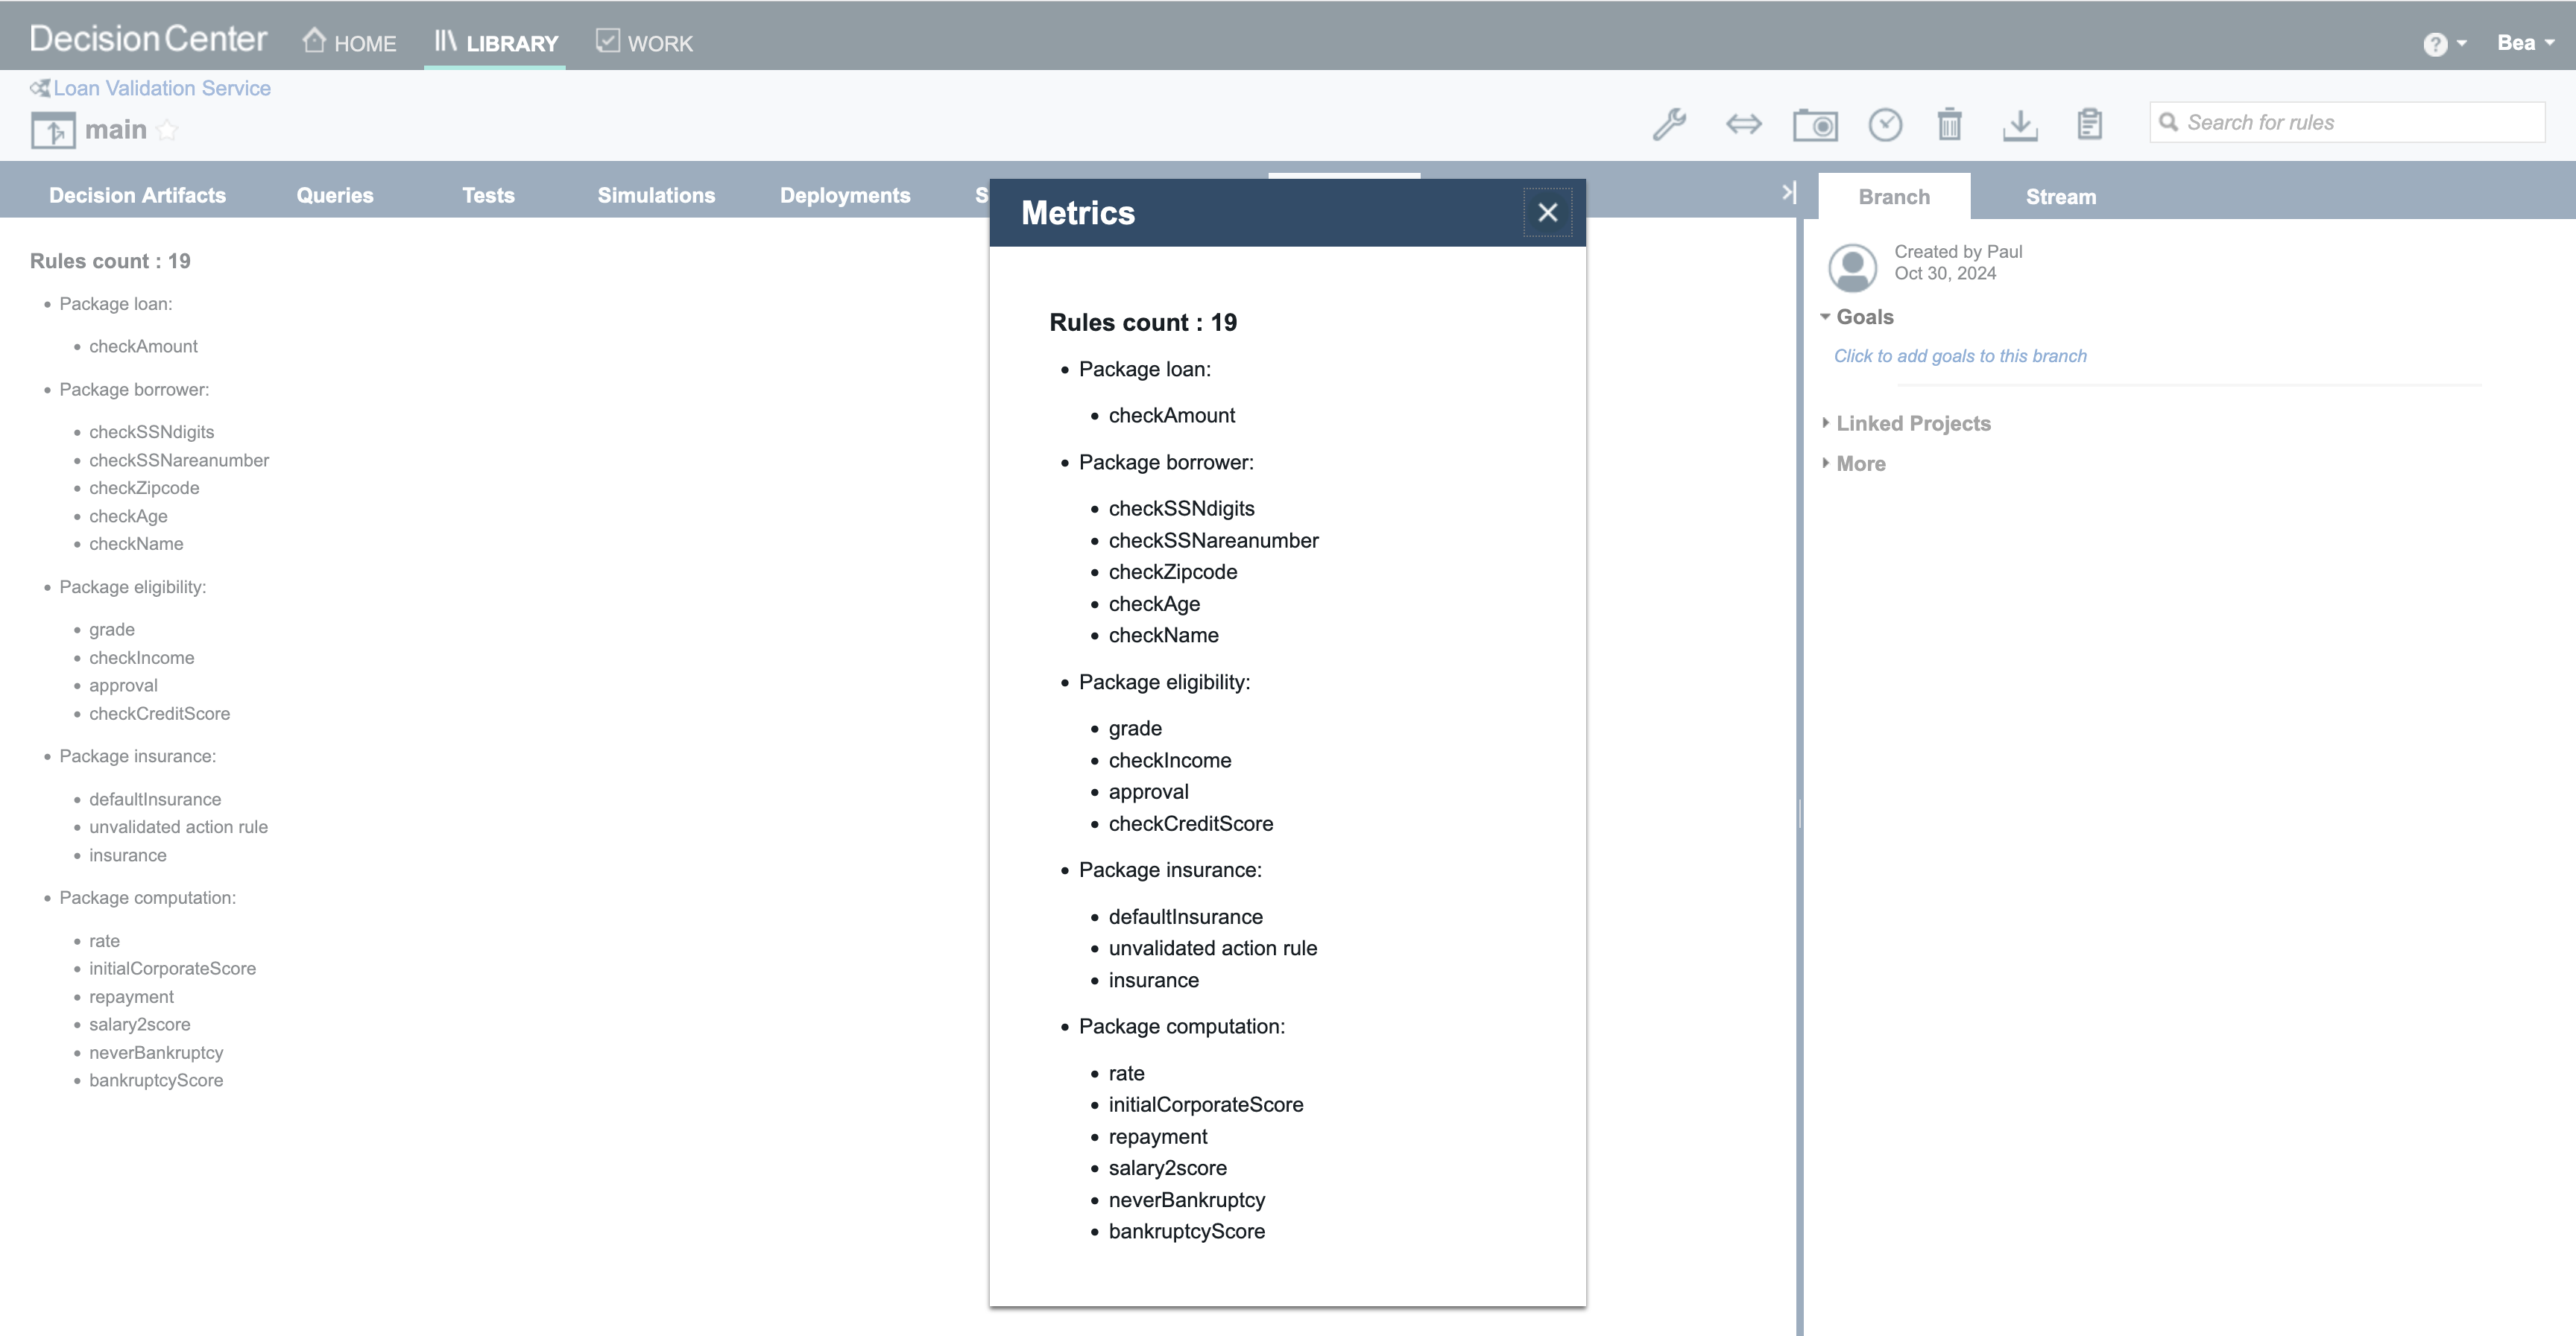 Decision Center HOME LIBRARY WORK ? Bea
Loan Validation Service
main Search for rules
Decision Artifacts Queries Tests Simulations Deployments S Branch Stream
Rules count : 19
Package loan:
checkAmount
Package borrower:
checkSSNdigits
checkSSNareanumber
checkZipcode
checkAge
checkName
Package eligibility:
grade
checkIncome
approval
checkCreditScore
Package insurance:
defaultInsurance
unvalidated action rule
insurance
Package computation:
rate
initialCorporateScore
repayment
salary2score
neverBankruptcy
bankruptcyScore
Metrics
Rules count : 19
Package loan:
checkAmount
Package borrower:
checkSSNdigits
checkSSNareanumber
checkZipcode
checkAge
checkName
Package eligibility:
grade
checkIncome
approval
checkCreditScore
Package insurance:
defaultInsurance
unvalidated action rule
insurance
Package computation:
rate
initialCorporateScore
repayment
salary2score
neverBankruptcy
bankruptcyScore
Created by Paul
Oct 30, 2024
Goals
Click to add goals to this branch
Linked Projects
More